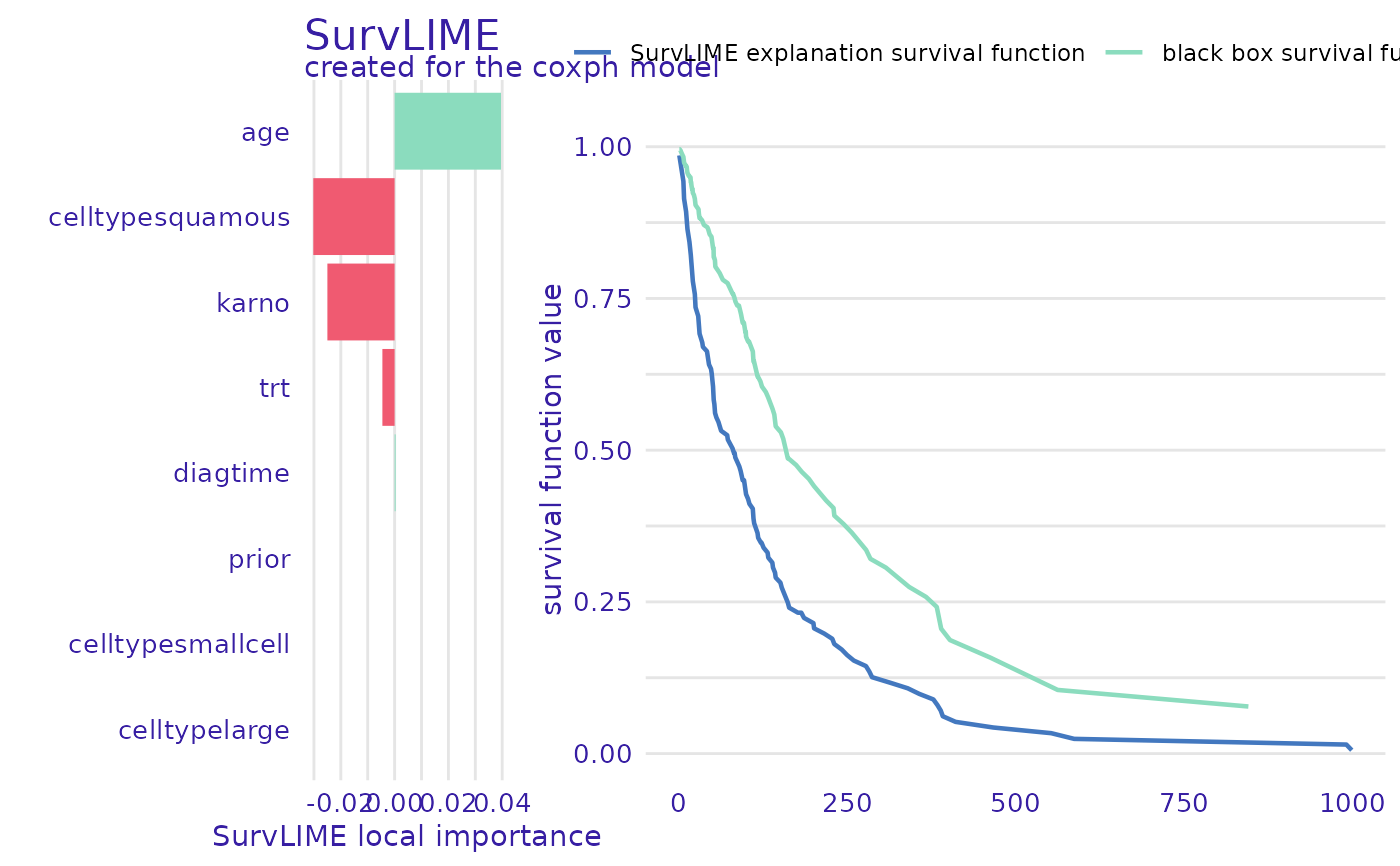 SurvLIME
created for the coxph model
SurvLIME explanation survival function
black box survival fu
age
celltypesquamous
karno
trt
diagtime
prior
celltypesmallcell
celltypelarge
-0.02 0.00 0.02 0.04
SurvLIME local importance
survival function value
1.00
0.75
0.50
0.25
0.00
0 250 500 750 1000